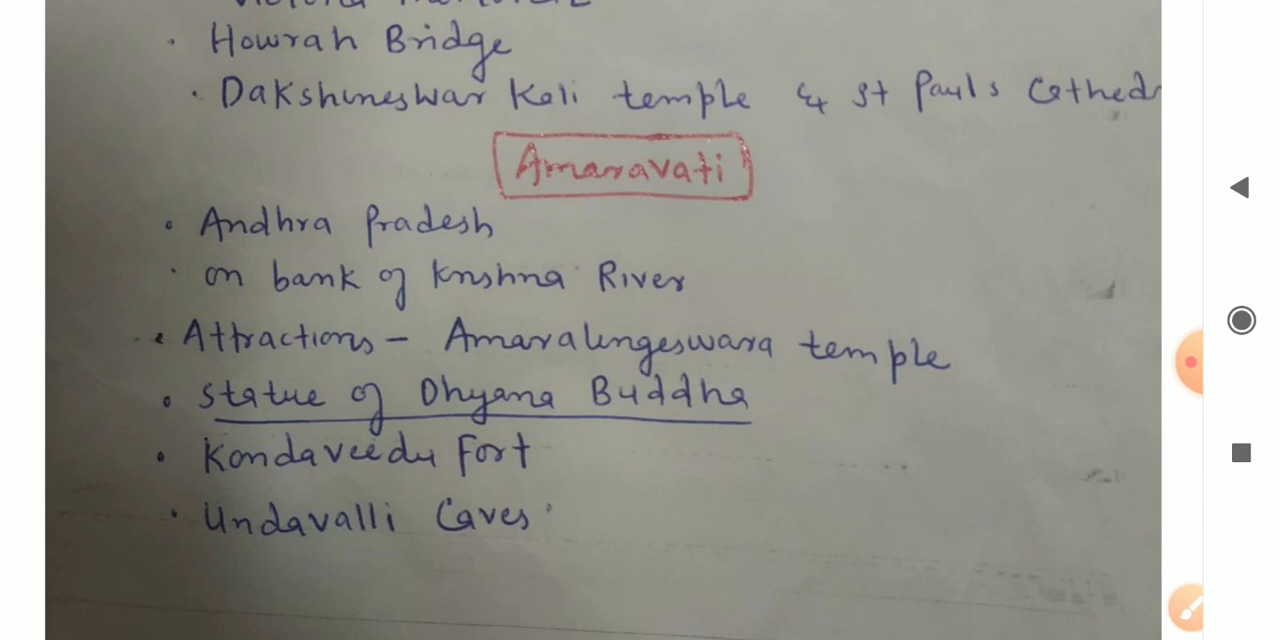 Victoria
· Howrah Bridge
· Dakshineswar Kali temple & St Pauls Cathed
Amaravati
· Andhra Pradesh
· on bank of Krishna River
· Attractions - Amaralingeswara temple
· Statue of Dhyana Buddha
· Kondaveedu Fort
· Undavalli Caves